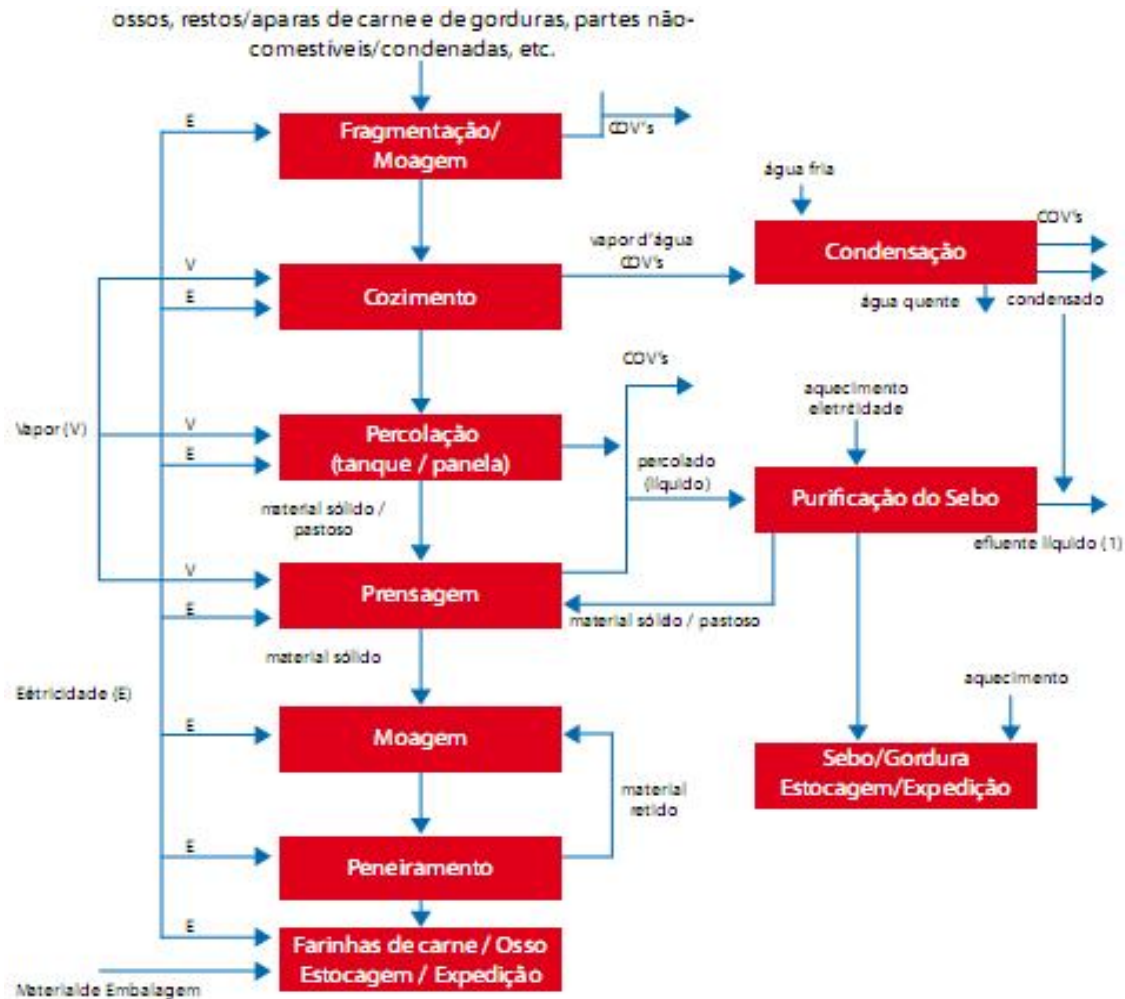 ossos, restos/aparas de carne e de gorduras, partes não-
comestíveis/condenadas, etc.
E
Fragmentação/
Moagem
COV's
água fria
V
E
Cozimento
vapor d'água
COV's
Condensação
COV's
água quente
condensado
Vapor (V)
V
E
Percolação
(tanque / panela)
COV's
percolado
(líquido)
aquecimento
eletricidade
Purificação do Sebo
efluente líquido (1)
material sólido /
pastoso
V
E
Prensagem
material sólido / pastoso
material sólido
Elétricidade (E)
E
Moagem
material
retido
aquecimento
Sebo/Gordura
Estocagem/Expedição
E
Peneiramento
E
Farinhas de carne / Osso
Estocagem / Expedição
Materialde Embalagem